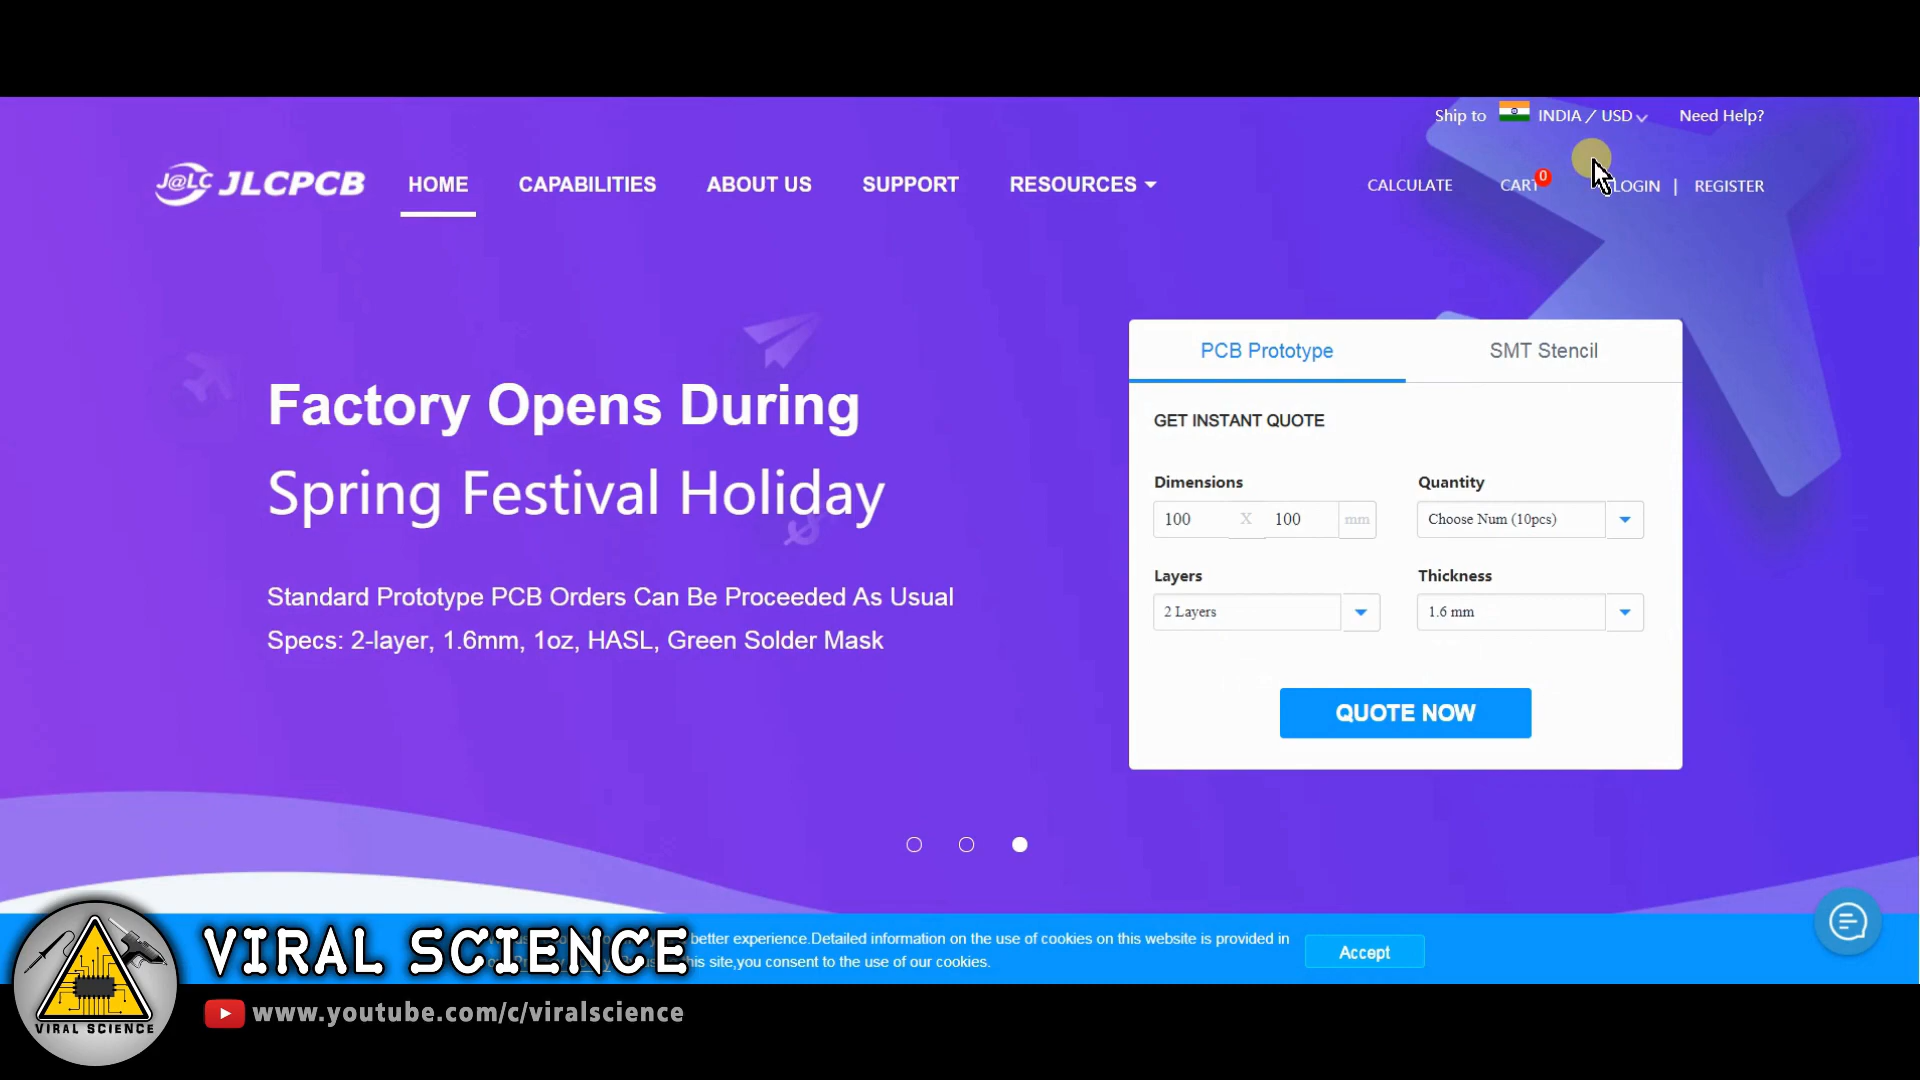 Ship to INDIA / USD Need Help?
J@LC JLCPCB HOME CAPABILITIES ABOUT US SUPPORT RESOURCES CALCULATE CART 0 LOGIN | REGISTER
PCB Prototype SMT Stencil
GET INSTANT QUOTE
Factory Opens During
Spring Festival Holiday
Dimensions Quantity
100 X 100 mm Choose Num (10pcs)
Layers Thickness
2 Layers 1.6 mm
Standard Prototype PCB Orders Can Be Proceeded As Usual
Specs: 2-layer, 1.6mm, 1oz, HASL, Green Solder Mask
QUOTE NOW
VIRAL SCIENCE
better experience.Detailed information on the use of cookies on this website is provided in
this site,you consent to the use of our cookies.
Accept
VIRAL SCIENCE
www.youtube.com/c/viralscience